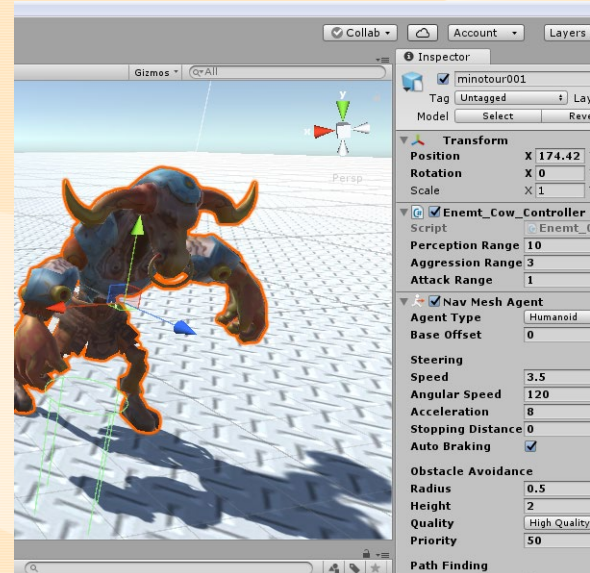 Collab
Account
Layers
Inspector
Gizmos
All
minotour001
Tag Untagged
Model Select
y
x
Persp
Transform
Position X 174.42
Rotation X 0
Scale X 1
Enemt_Cow_Controller
Script
Perception Range 10
Aggression Range 3
Attack Range 1
Nav Mesh Agent
Agent Type Humanoid
Base Offset 0
Steering
Speed 3.5
Angular Speed 120
Acceleration 8
Stopping Distance 0
Auto Braking
Obstacle Avoidance
Radius 0.5
Height 2
Quality High Quality
Priority 50
Path Finding